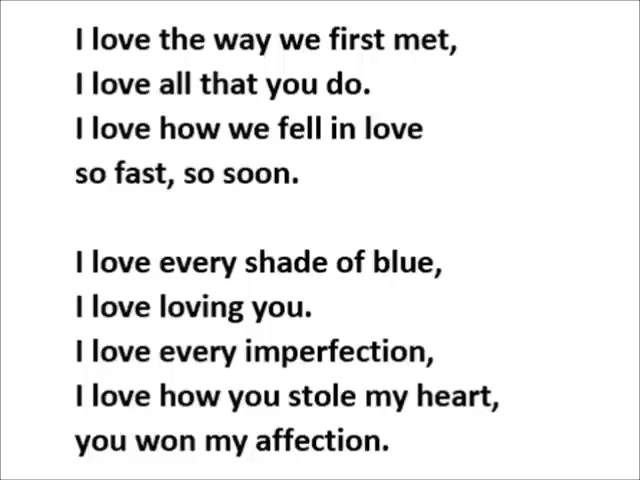 I love the way we first met,
I love all that you do.
I love how we fell in love
so fast, so soon.
I love every shade of blue,
I love loving you.
I love every imperfection,
I love how you stole my heart,
you won my affection.